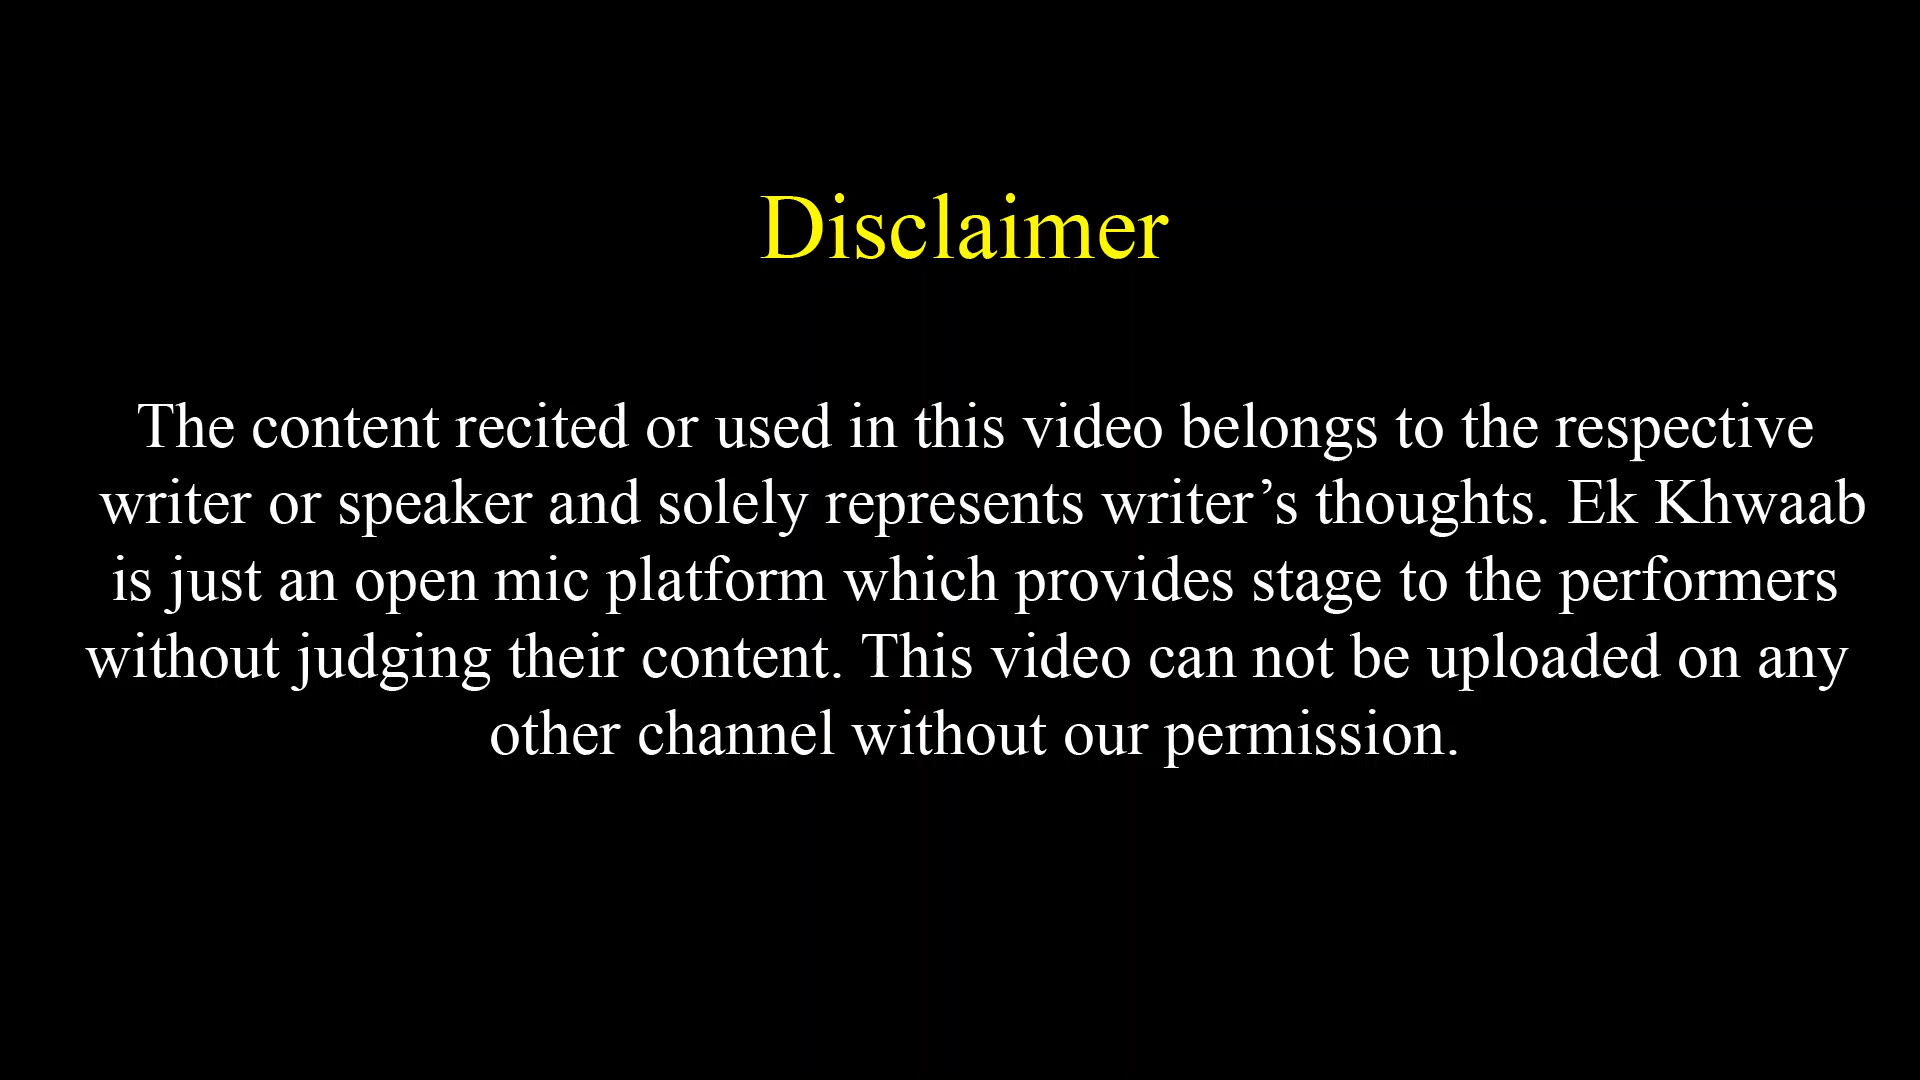 Disclaimer
The content recited or used in this video belongs to the respective
writer or speaker and solely represents writer’s thoughts. Ek Khwaab
is just an open mic platform which provides stage to the performers
without judging their content. This video can not be uploaded on any
other channel without our permission.